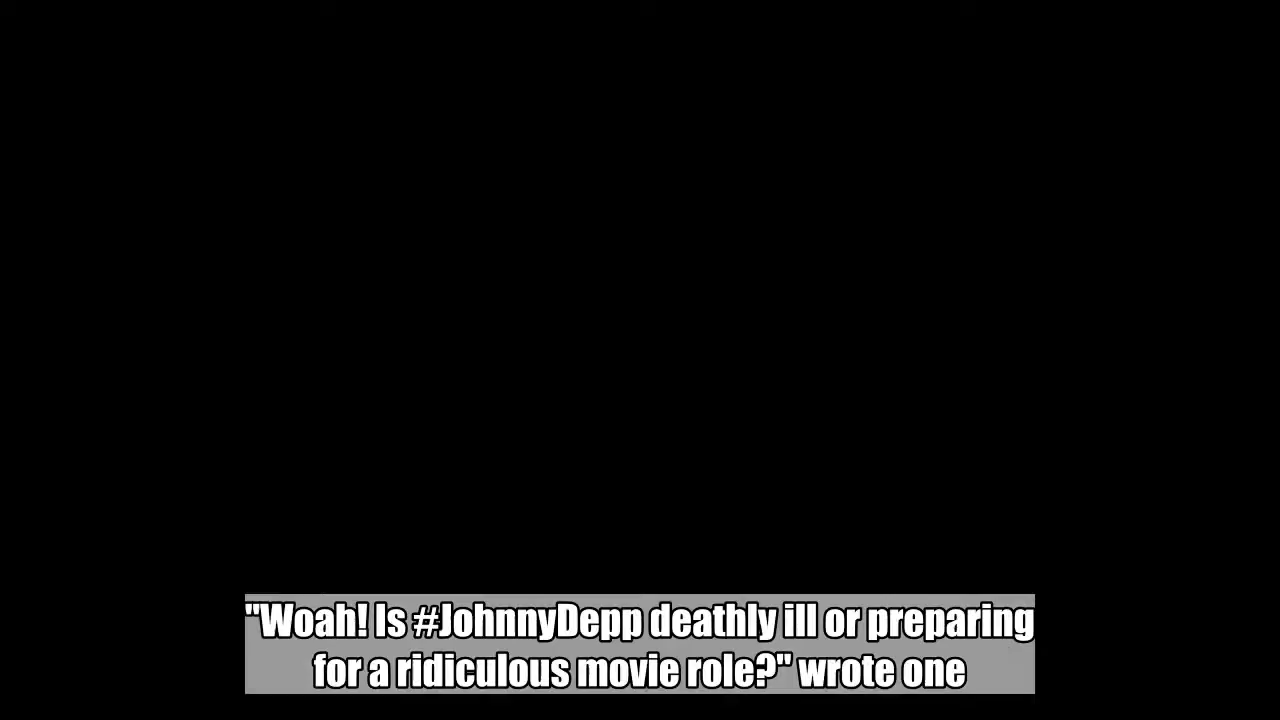 "Woah! Is #JohnnyDepp deathly ill or preparing
for a ridiculous movie role?" wrote one